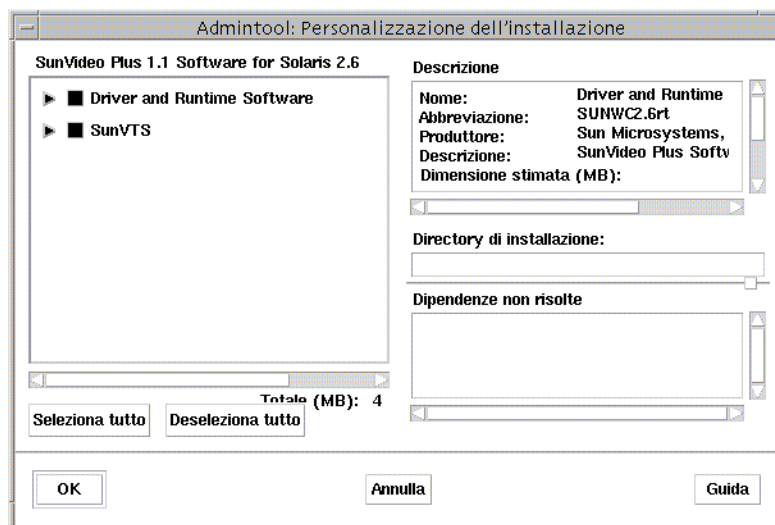 Admintool: Personalizzazione dell'installazione
SunVideo Plus 1.1 Software for Solaris 2.6
Driver and Runtime Software
SunVTS
Totale (MB): 4
Seleziona tutto
Deseleziona tutto
Descrizione
Nome: Driver and Runtime
Abbreviazione: SUNWC2.6rt
Produttore: Sun Microsystems,
Descrizione: SunVideo Plus Softw
Dimensione stimata (MB):
Directory di installazione:
Dipendenze non risolte
OK
Annulla
Guida